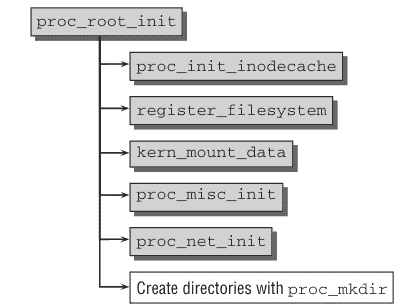 proc_root_init
proc_init_inodecache
register_filesystem
kern_mount_data
proc_misc_init
proc_net_init
Create directories with proc_mkdir